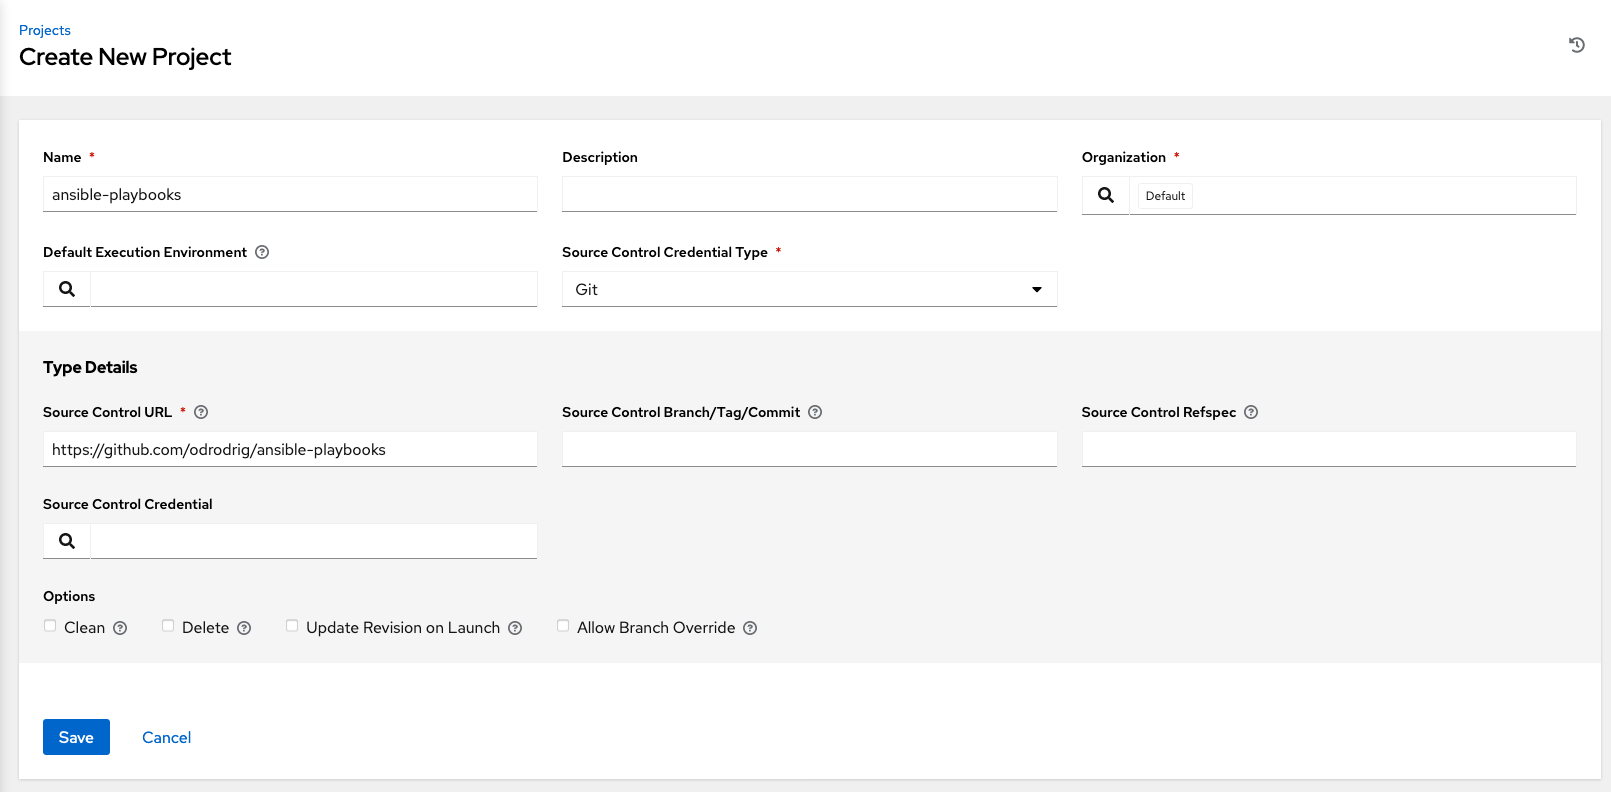 Projects
Create New Project
Name *
Description
Organization *
ansible-playbooks
Default
Default Execution Environment
Source Control Credential Type *
Git
Type Details
Source Control URL *
Source Control Branch/Tag/Commit
Source Control Refspec
https://github.com/odrodrig/ansible-playbooks
Source Control Credential
Options
Clean
Delete
Update Revision on Launch
Allow Branch Override
Save
Cancel